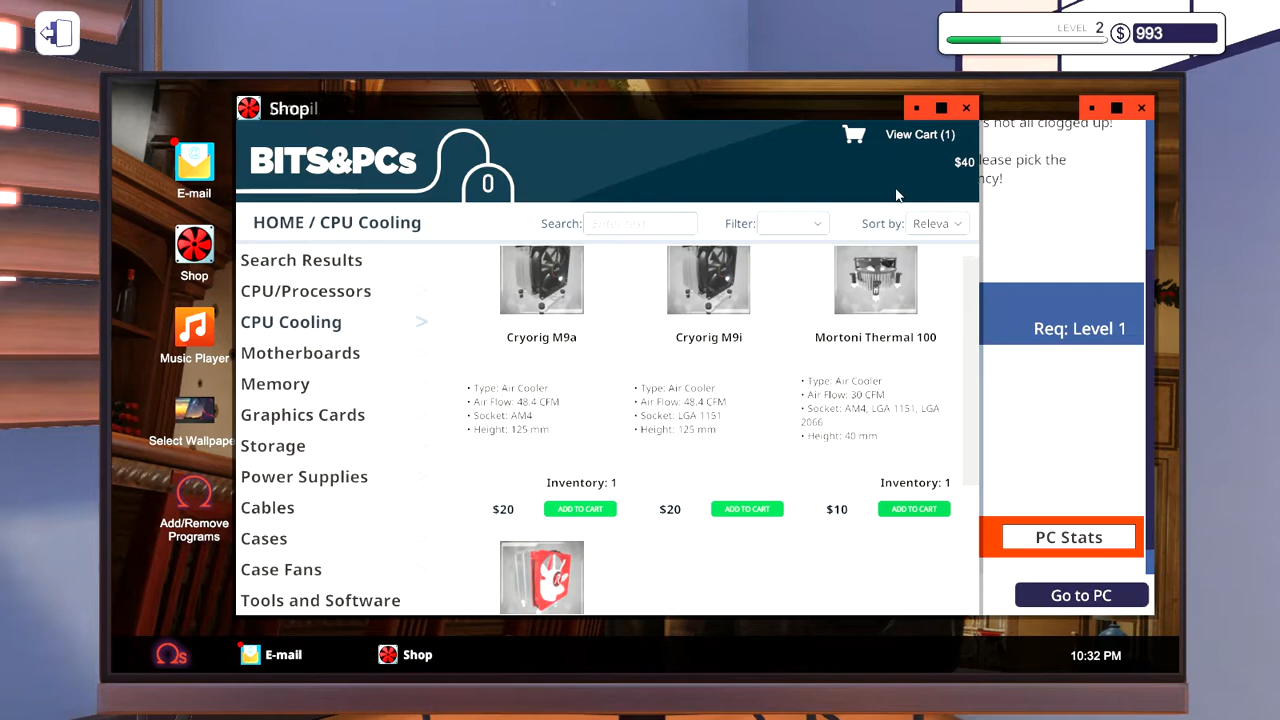 LEVEL 2
$ 993
Shop
View Cart (1)
$40
BITS&PCs
0
's not all clogged up!
lease pick the
ncy!
HOME / CPU Cooling
Search: Enter text
Filter:
Sort by: Releva
E-mail
Shop
Music Player
Select Wallpape
Add/Remove
Programs
Search Results
CPU/Processors
CPU Cooling >
Motherboards
Memory
Graphics Cards
Storage
Power Supplies
Cables
Cases
Case Fans
Tools and Software
Cryorig M9a
• Type: Air Cooler
• Air Flow: 48.4 CFM
• Socket: AM4
• Height: 125 mm
Inventory: 1
$20 ADD TO CART
Cryorig M9i
• Type: Air Cooler
• Air Flow: 48.4 CFM
• Socket: LGA 1151
• Height: 125 mm
$20 ADD TO CART
Mortoni Thermal 100
• Type: Air Cooler
• Air Flow: 30 CFM
• Socket: AM4, LGA 1151, LGA
2066
• Height: 40 mm
Inventory: 1
$10 ADD TO CART
Req: Level 1
PC Stats
Go to PC
Ωs
E-mail
Shop
10:32 PM